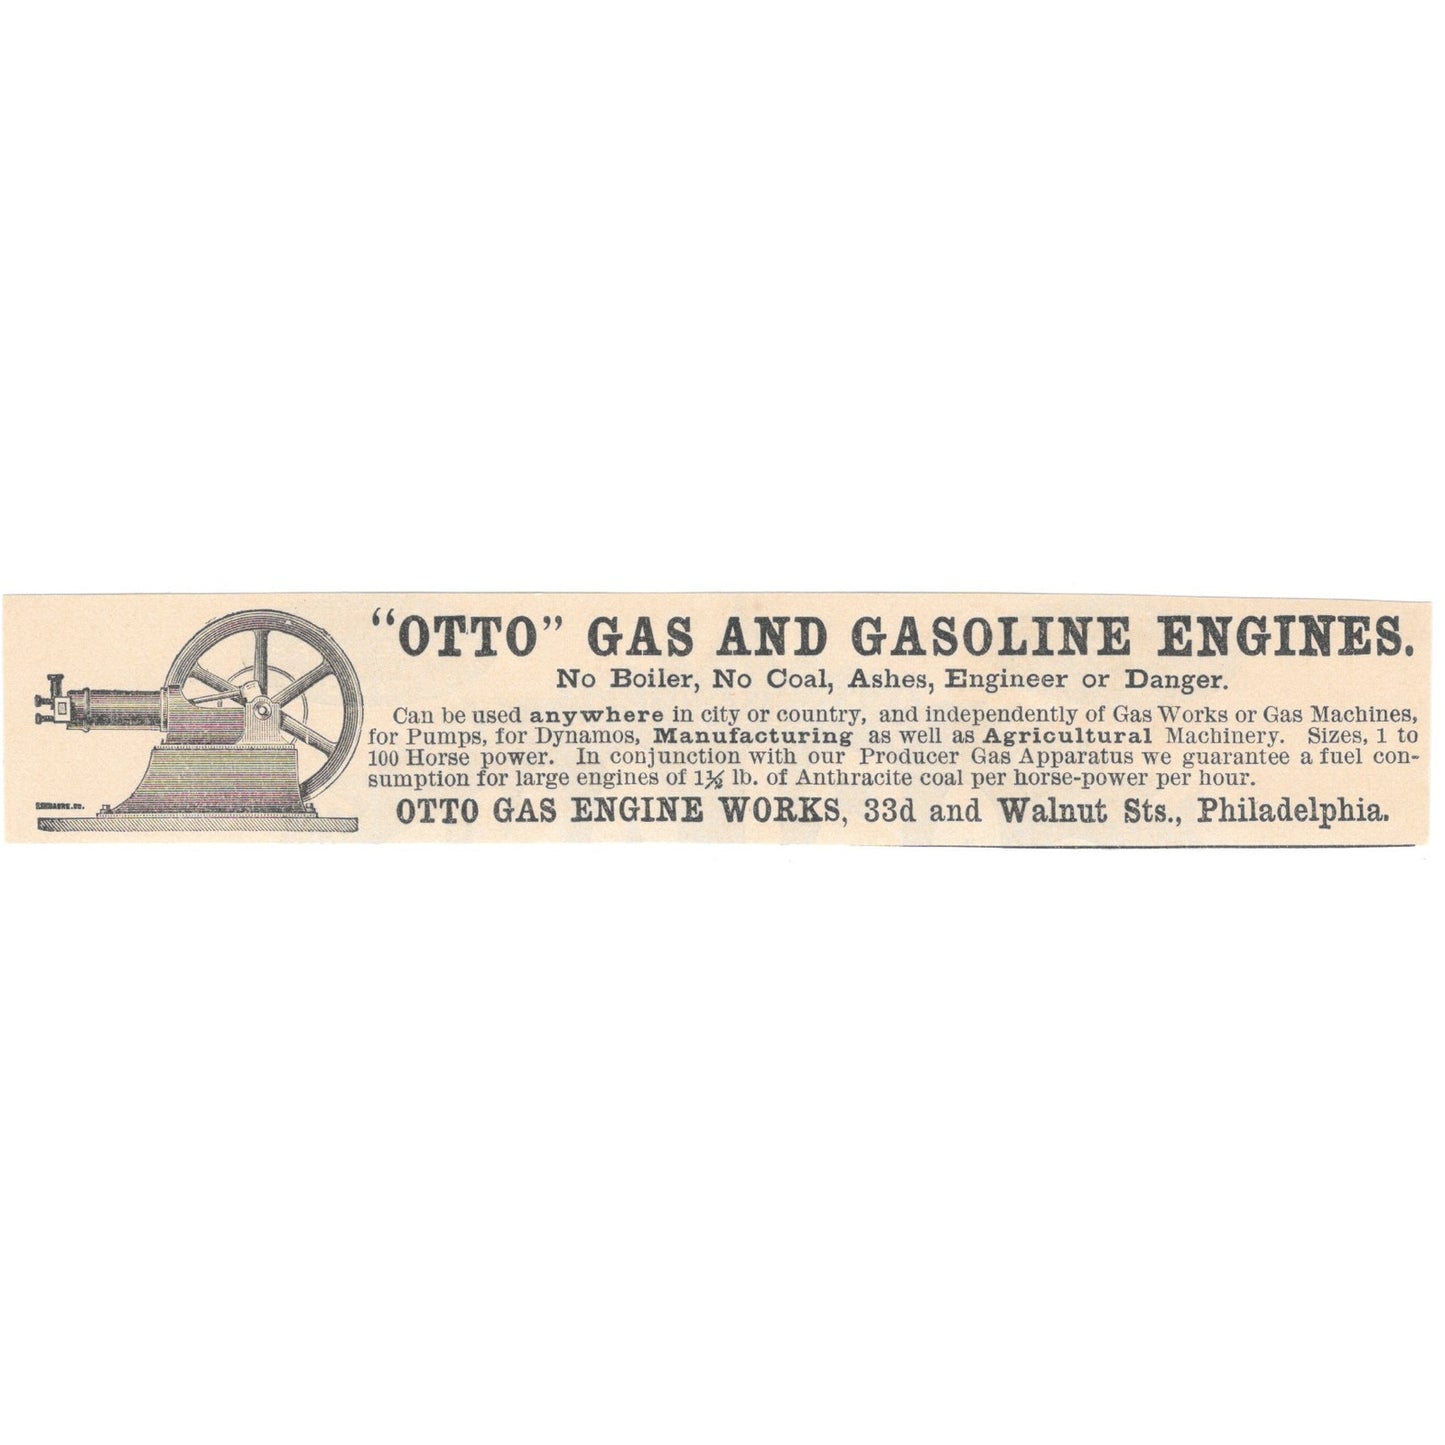 "OTTO" GAS AND GASOLINE ENGINES.
No Boiler, No Coal, Ashes, Engineer or Danger.
Can be used anywhere in city or country, and independently of Gas Works or Gas Machines,
for Pumps, for Dynamos, Manufacturing as well as Agricultural Machinery. Sizes, 1 to
100 Horse power. In conjunction with our Producer Gas Apparatus we guarantee a fuel con-
sumption for large engines of 1½ lb. of Anthracite coal per horse-power per hour.
OTTO GAS ENGINE WORKS, 33d and Walnut Sts., Philadelphia.